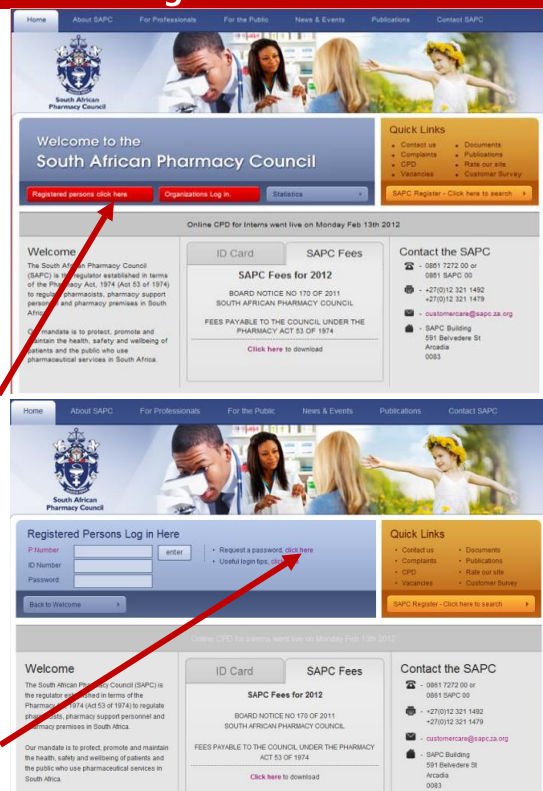 Home About SAPC For Professionals For the Public News & Events Publications Contact SAPC
South African
Pharmacy Council
Welcome to the
South African Pharmacy Council
Registered persons click here Organizations Log in. Statistics
Quick Links
Contact us Documents
Complaints Publications
CPD Rate our site
Vacancies Customer Survey
SAPC Register - Click here to search
Online CPD for Interns went live on Monday Feb 13th 2012
Welcome
The South African Pharmacy Council
(SAPC) is the regulator established in terms
of the Pharmacy Act, 1974 (Act 53 of 1974)
to regulate pharmacists, pharmacy support
personnel and pharmacy premises in South
Africa.
Our mandate is to protect, promote and
maintain the health, safety and wellbeing of
patients and the public who use
pharmaceutical services in South Africa.
ID Card SAPC Fees
SAPC Fees for 2012
BOARD NOTICE NO 170 OF 2011
SOUTH AFRICAN PHARMACY COUNCIL
FEES PAYABLE TO THE COUNCIL UNDER THE
PHARMACY ACT 53 OF 1974
Click here to download
Contact the SAPC
- 0861 7272 00 or
0861 SAPC 00
- +27(0)12 321 1492
+27(0)12 321 1479
- customercare@sapc.za.org
- SAPC Building
591 Belvedere St
Arcadia
0083
Home About SAPC For Professionals For the Public News & Events Publications Contact SAPC
South African
Pharmacy Council
Registered Persons Log in Here
P Number enter
ID Number
Password
Request a password, click here
Useful login tips, click
Back to Welcome
Quick Links
Contact us Documents
Complaints Publications
CPD Rate our site
Vacancies Customer Survey
SAPC Register - Click here to search
Online CPD for Interns went live on Monday Feb 13th 2012
Welcome
The South African Pharmacy Council (SAPC) is
the regulator established in terms of the
Pharmacy Act, 1974 (Act 53 of 1974) to regulate
pharmacists, pharmacy support personnel and
pharmacy premises in South Africa.
Our mandate is to protect, promote and maintain
the health, safety and wellbeing of patients and
the public who use pharmaceutical services in
South Africa.
ID Card SAPC Fees
SAPC Fees for 2012
BOARD NOTICE NO 170 OF 2011
SOUTH AFRICAN PHARMACY COUNCIL
FEES PAYABLE TO THE COUNCIL UNDER THE PHARMACY
ACT 53 OF 1974
Click here to download
Contact the SAPC
- 0861 7272 00 or
0861 SAPC 00
- +27(0)12 321 1492
+27(0)12 321 1479
- customercare@sapc.za.org
- SAPC Building
591 Belvedere St
Arcadia
0083